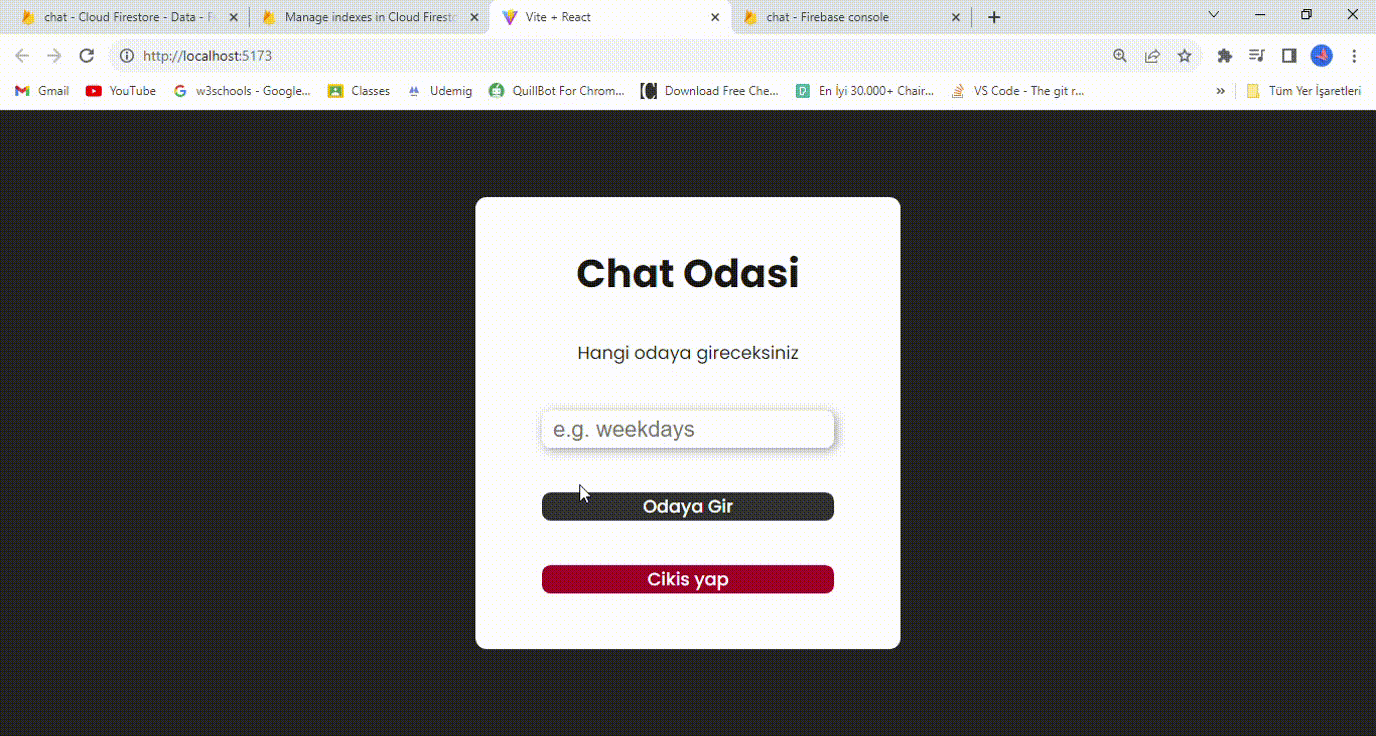 chat - Cloud Firestore - Data - F
Manage indexes in Cloud Firesto
Vite + React
chat - Firebase console
http://localhost:5173
Gmail
YouTube
w3schools - Google...
Classes
Udemig
QuillBot For Chrom...
Download Free Che...
En İyi 30.000+ Chair...
VS Code - The git r...
»
Tüm Yer İşaretleri
Chat Odasi
Hangi odaya gireceksiniz
e.g. weekdays
Odaya Gir
Cikis yap